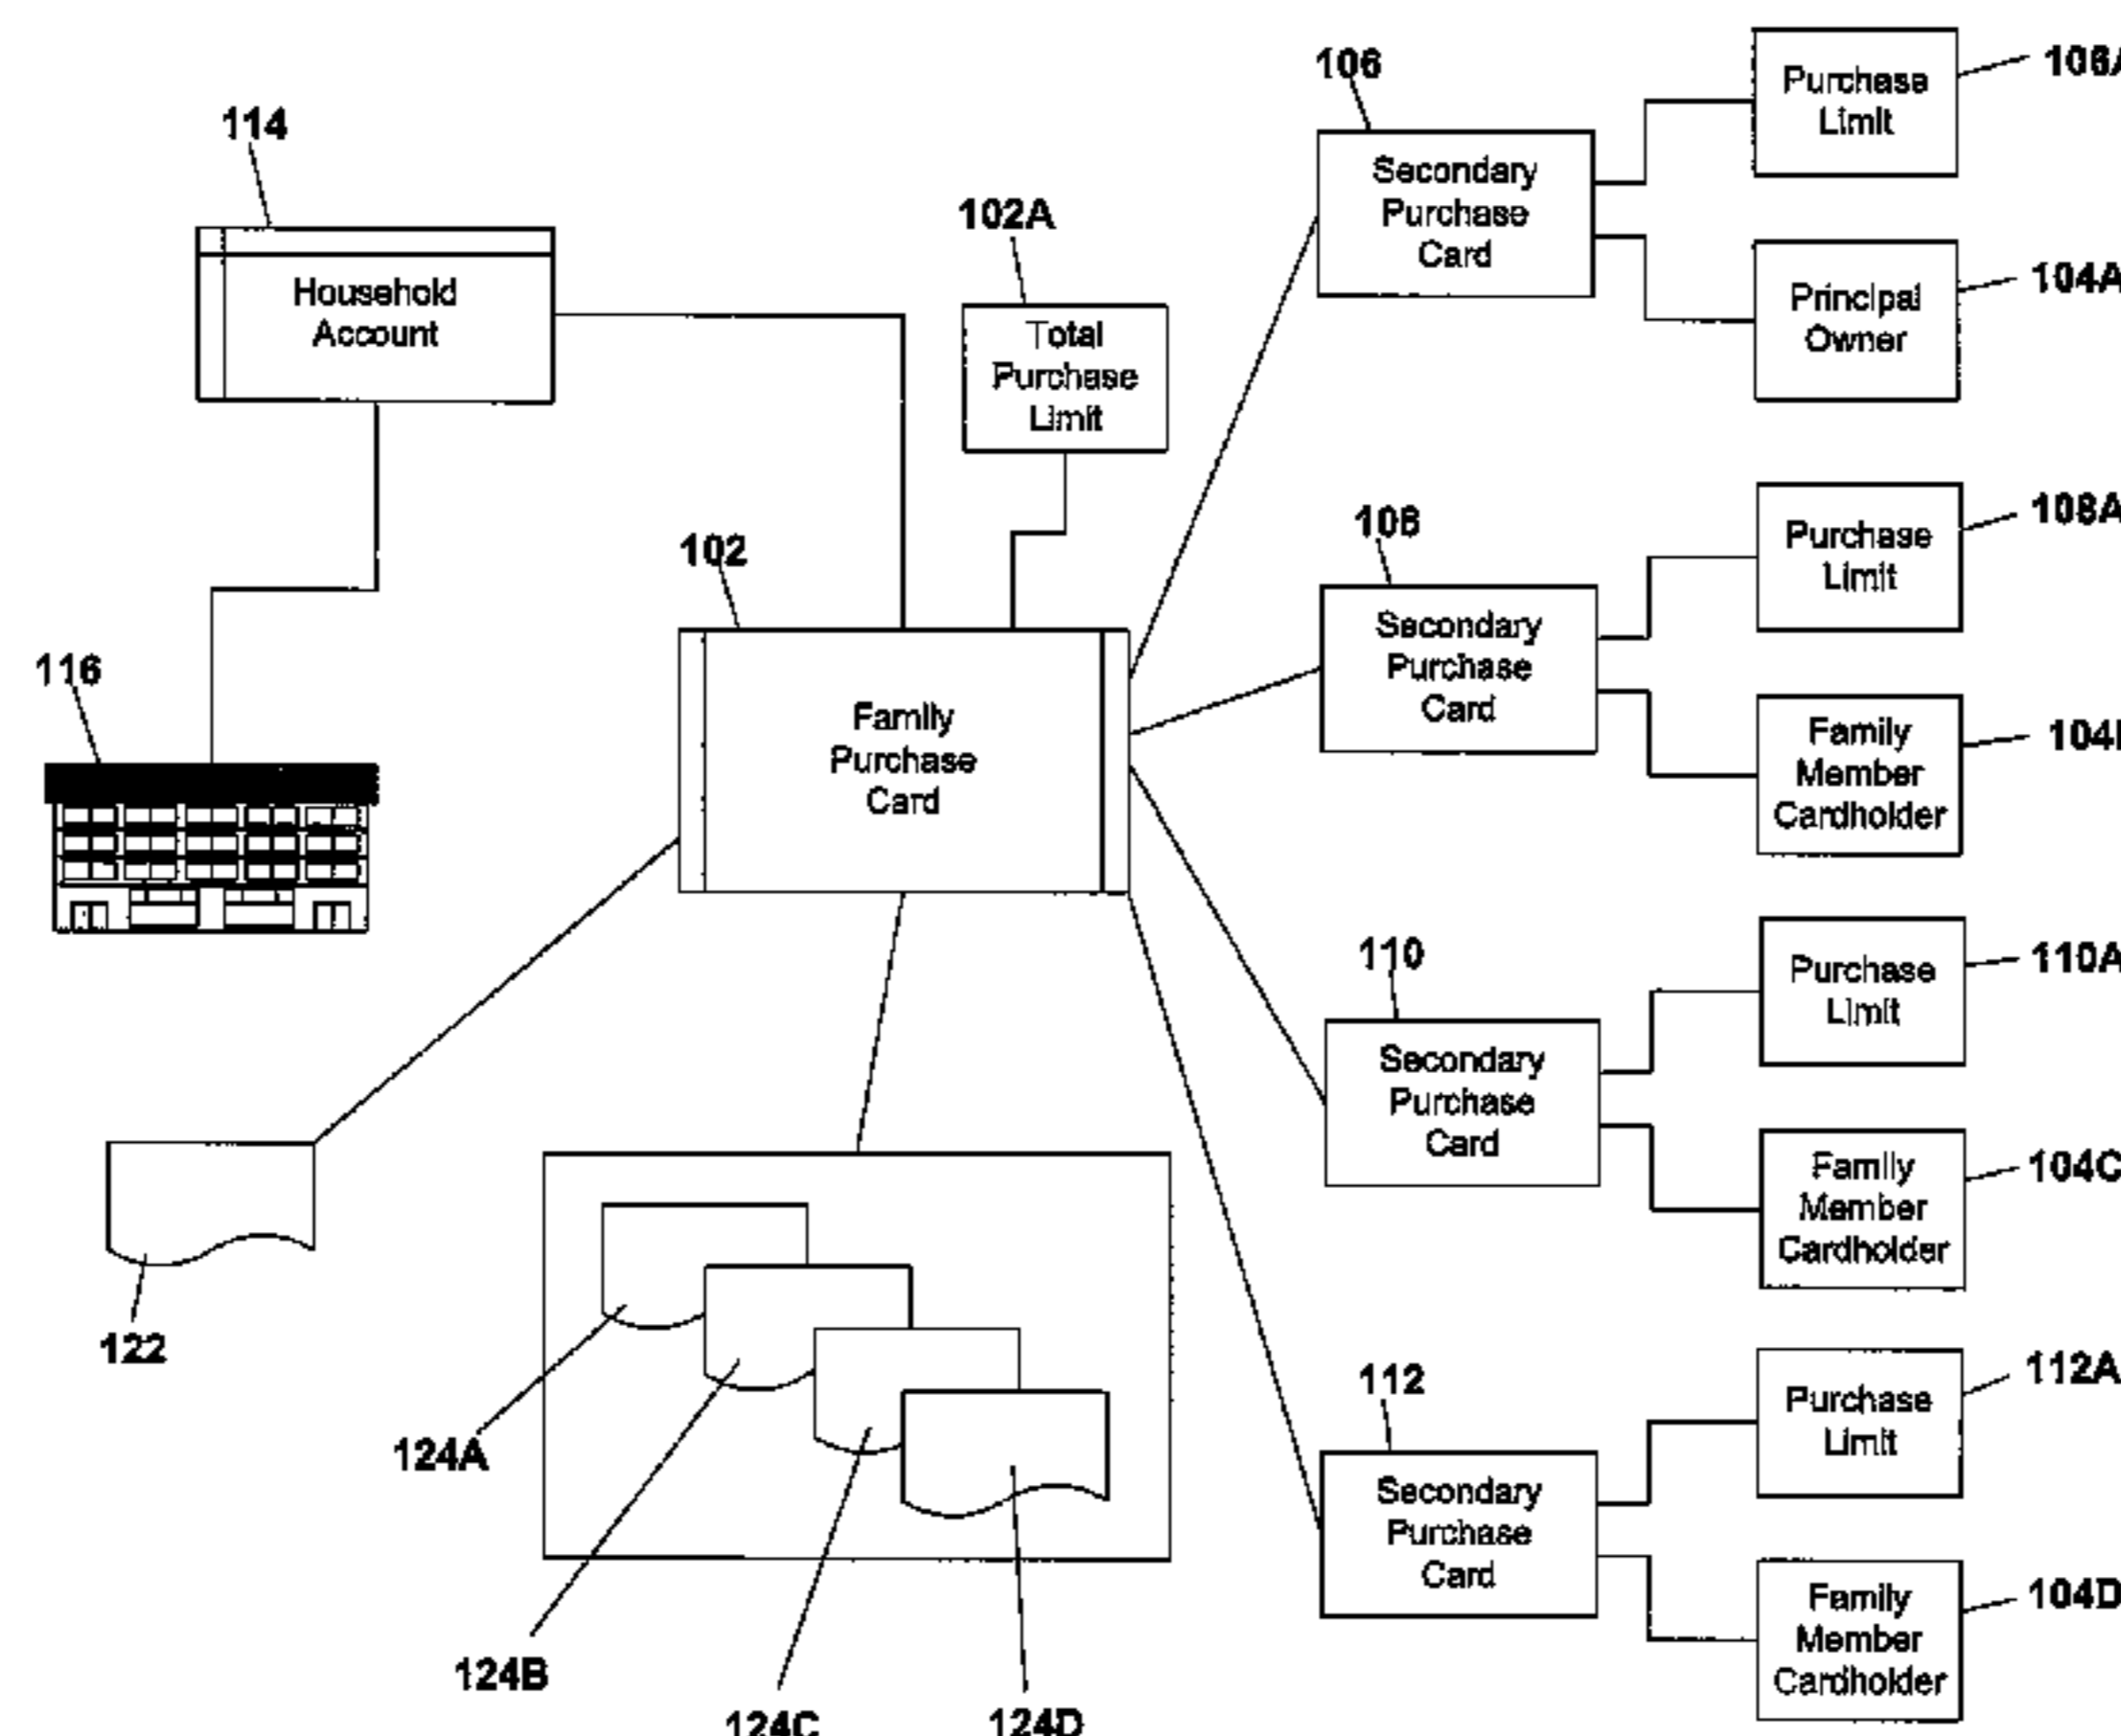 114
Household
Account
102A
Total
Purchase
Limit
106
Secondary
Purchase
Card
Purchase
Limit
106A
Principal
Owner
104A
102
Family
Purchase
Card
116
108
Secondary
Purchase
Card
Purchase
Limit
108A
Family
Member
Cardholder
110
Secondary
Purchase
Card
Purchase
Limit
110A
Family
Member
Cardholder
104C
122
124A
124B
124C
124D
112
Secondary
Purchase
Card
Purchase
Limit
112A
Family
Member
Cardholder
104D